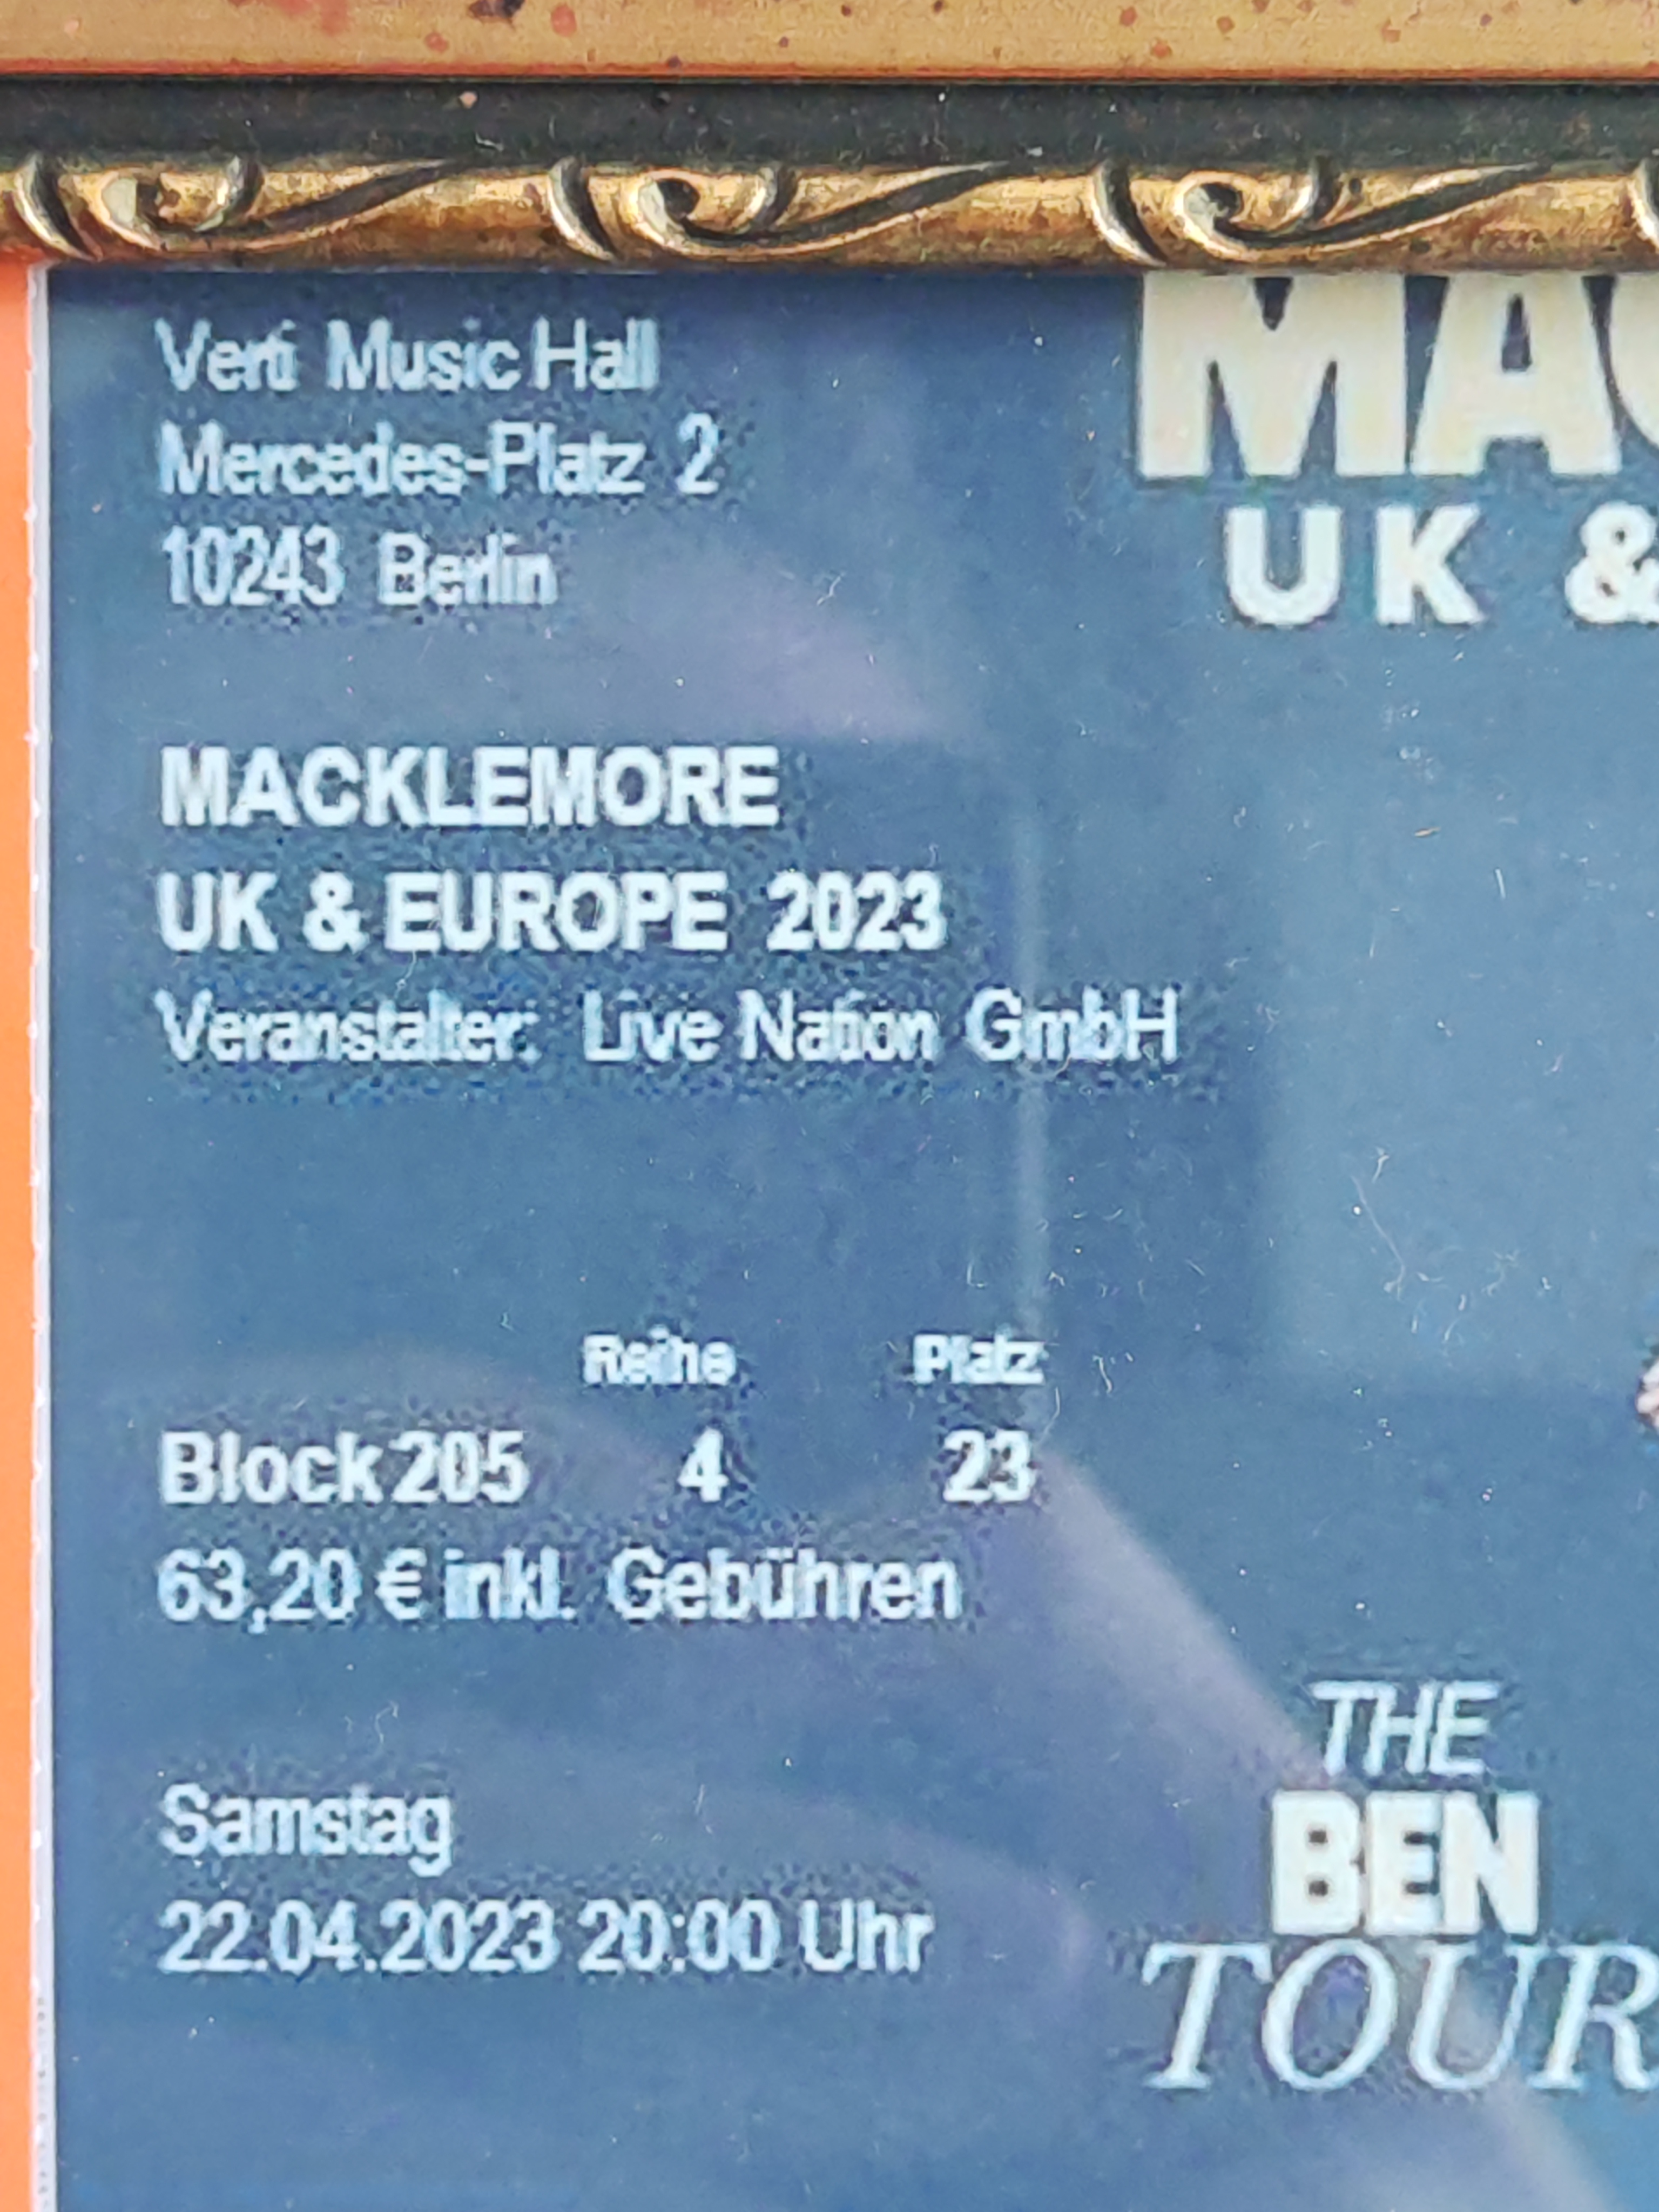 Verti Music Hall
Mercedes-Platz 2
10243 Berlin
MACKLEMORE
UK & EUROPE 2023
Veranstalter: Live Nation GmbH
Reihe Platz
Block 205 4 23
63,20 € inkl. Gebühren
Samstag
22.04.2023 20:00 Uhr
MAC
UK &
THE
BEN
TOUR